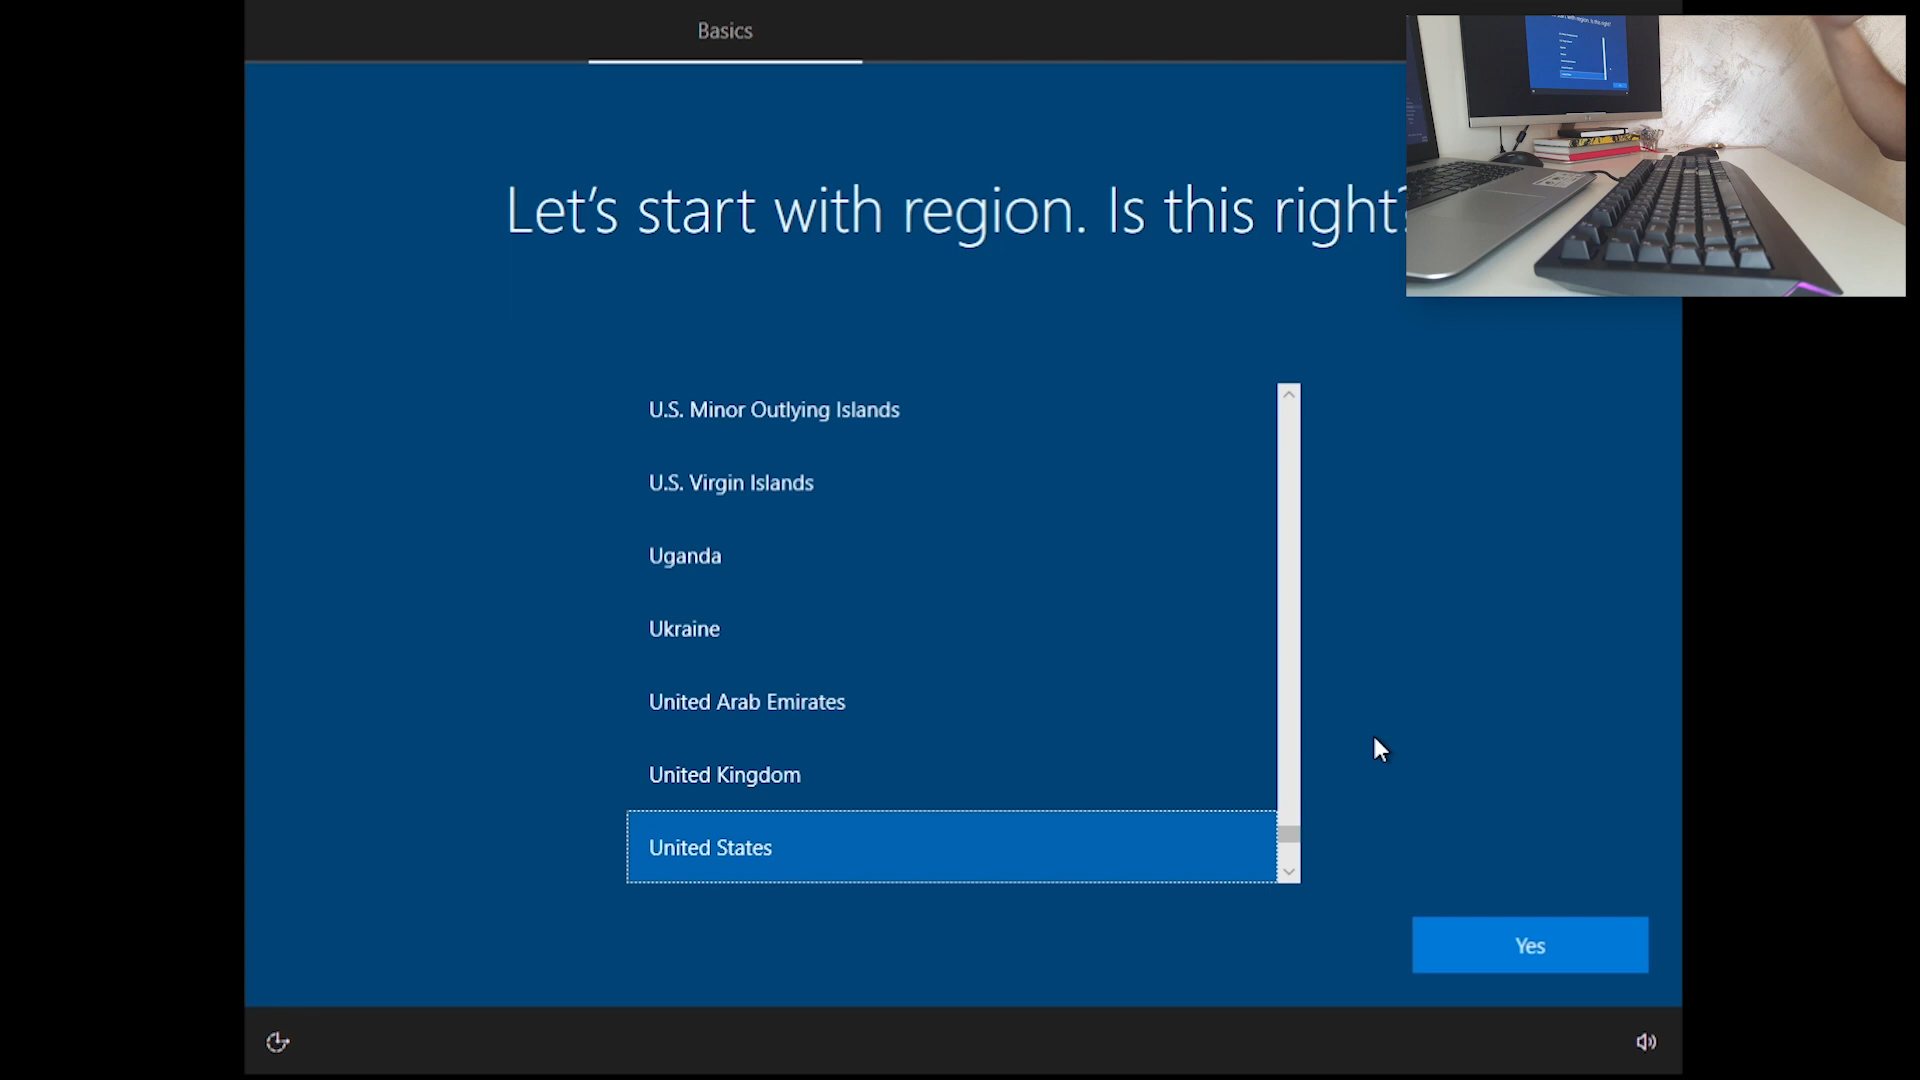 Basics
Let's start with region. Is this right?
U.S. Minor Outlying Islands
U.S. Virgin Islands
Uganda
Ukraine
United Arab Emirates
United Kingdom
United States
Yes